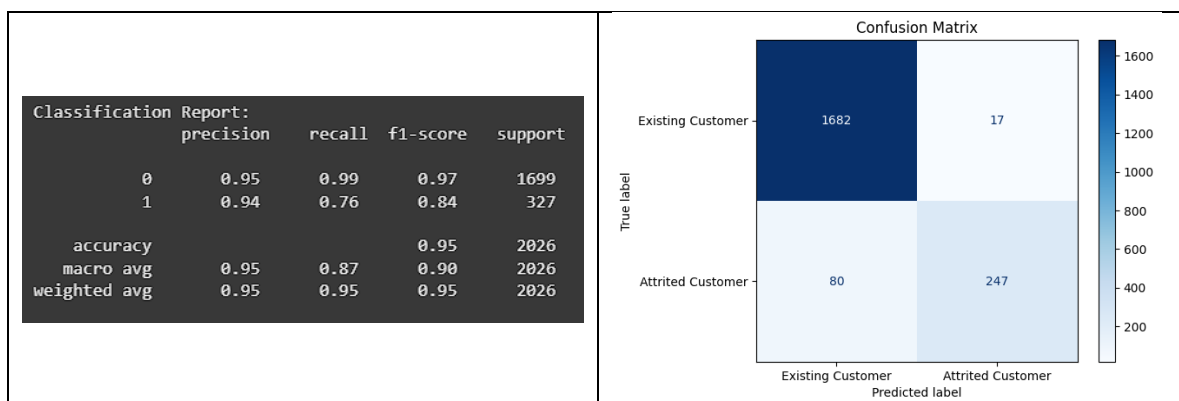 Classification Report:
precision recall f1-score support
0 0.95 0.99 0.97 1699
1 0.94 0.76 0.84 327
accuracy 0.95 2026
macro avg 0.95 0.87 0.90 2026
weighted avg 0.95 0.95 0.95 2026
Confusion Matrix
True label
Existing Customer
Attrited Customer
1682 17
80 247
Existing Customer Attrited Customer
Predicted label
1600
1400
1200
1000
800
600
400
200